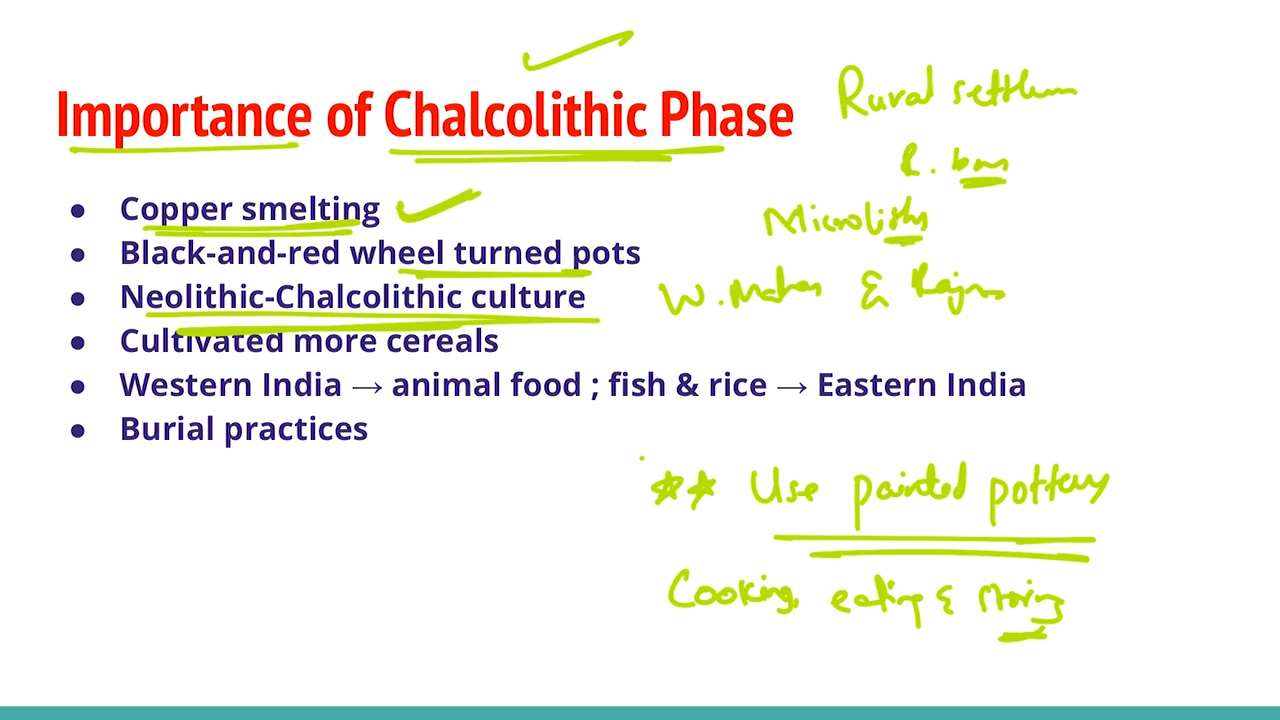 Importance of Chalcolithic Phase
Rural settlem
R.
Microliths
W. Mahar & Rajas
● Copper smelting
● Black-and-red wheel turned pots
● Neolithic-Chalcolithic culture
● Cultivated more cereals
● Western India → animal food ; fish & rice → Eastern India
● Burial practices
** Use painted pottery
Cooking, eating & storing